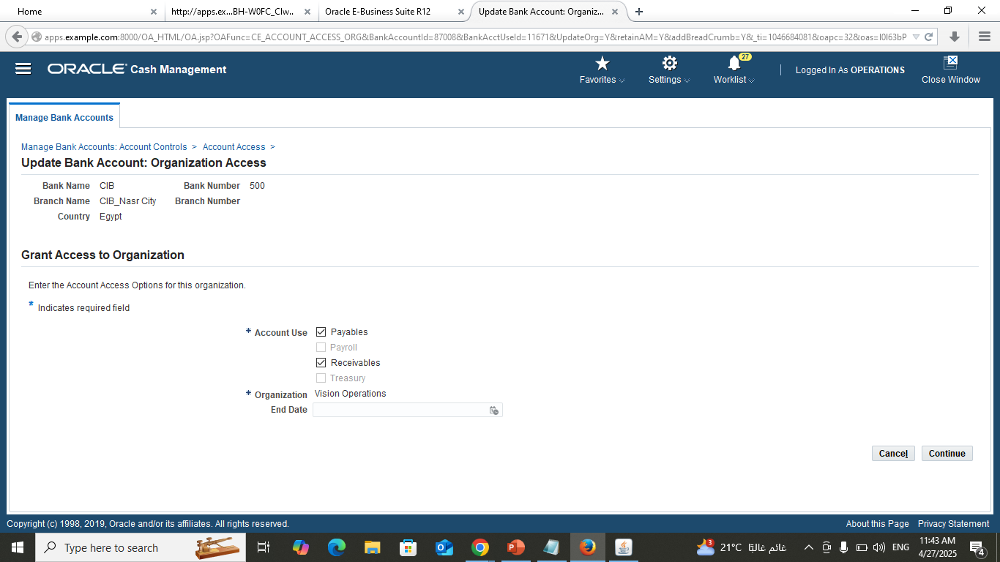 Home
http://apps.ex...BH-W0FC_Clw..
Oracle E-Business Suite R12
Update Bank Account: Organiz...
apps.example.com:8000/OA_HTML/OA.jsp?OAFunc=CE_ACCOUNT_ACCESS_ORG&BankAccountId=87008&BankAcctUseId=11671&UpdateOrg=Y&retainAM=Y&addBreadCrumb=Y&_ti=1046684081&oapc=32&oas=I0I63bP
ORACLE Cash Management
Favorites
Settings
27
Worklist
Logged In As OPERATIONS
Close Window
Manage Bank Accounts
Manage Bank Accounts: Account Controls > Account Access >
Update Bank Account: Organization Access
Bank Name CIB Bank Number 500
Branch Name CIB_Nasr City Branch Number
Country Egypt
Grant Access to Organization
Enter the Account Access Options for this organization.
* Indicates required field
* Account Use Payables
Payroll
Receivables
Treasury
* Organization Vision Operations
End Date
Cancel Continue
Copyright (c) 1998, 2019, Oracle and/or its affiliates. All rights reserved.
About this Page Privacy Statement
Type here to search
3
21°C غائم غالبًا
ENG
11:43 AM
4/27/2025
4